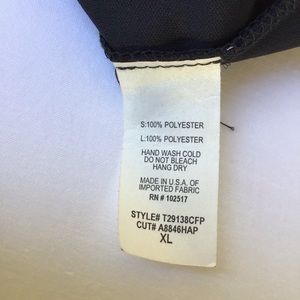 S:100% POLYESTER
L:100% POLYESTER
HAND WASH COLD
DO NOT BLEACH
HANG DRY
MADE IN U.S.A. OF
IMPORTED FABRIC
RN # 102517
STYLE# T29138CFP
CUT# A8846HAP
XL